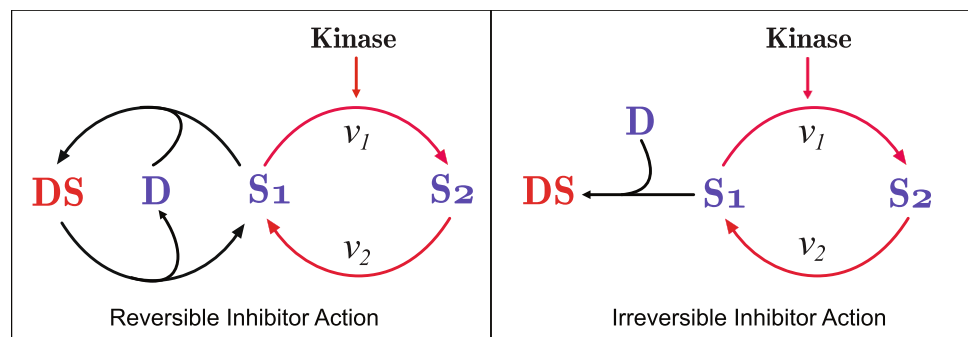 Kinase
v1
DS D S1 S2
v2
Reversible Inhibitor Action
Kinase
D
v1
DS S1 S2
v2
Irreversible Inhibitor Action